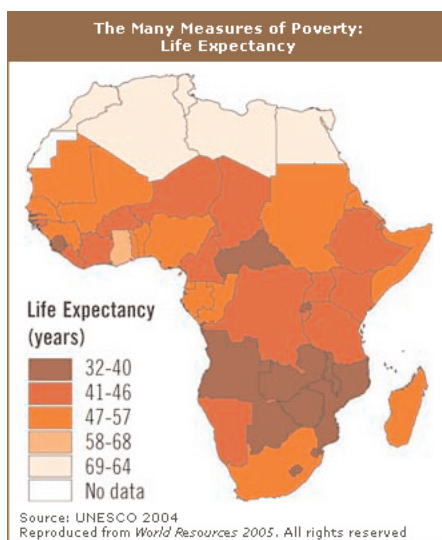 The Many Measures of Poverty:
Life Expectancy
Life Expectancy
(years)
32-40
41-46
47-57
58-68
69-64
No data
Source: UNESCO 2004
Reproduced from World Resources 2005. All rights reserved